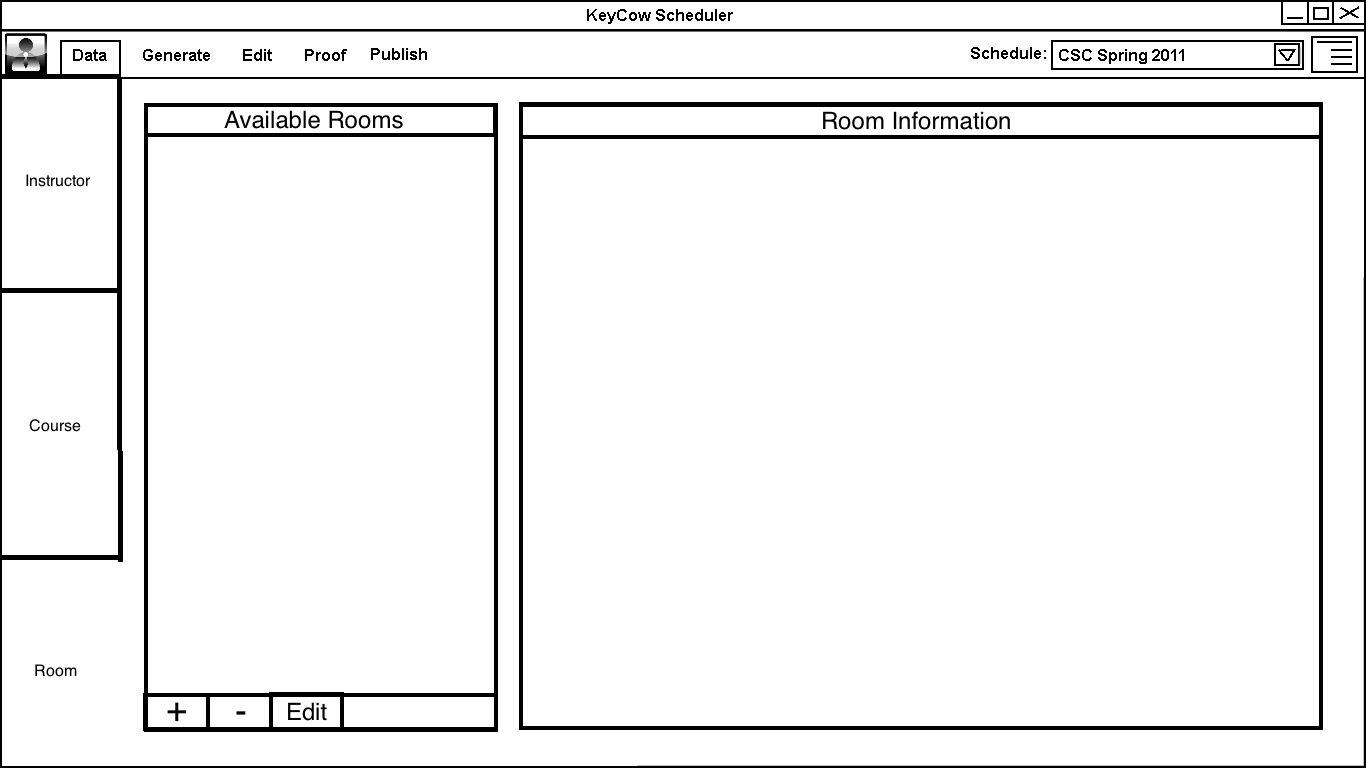 KeyCow Scheduler
Data Generate Edit Proof Publish Schedule: CSC Spring 2011
Available Rooms
Room Information
Instructor
Course
Room
+ - Edit